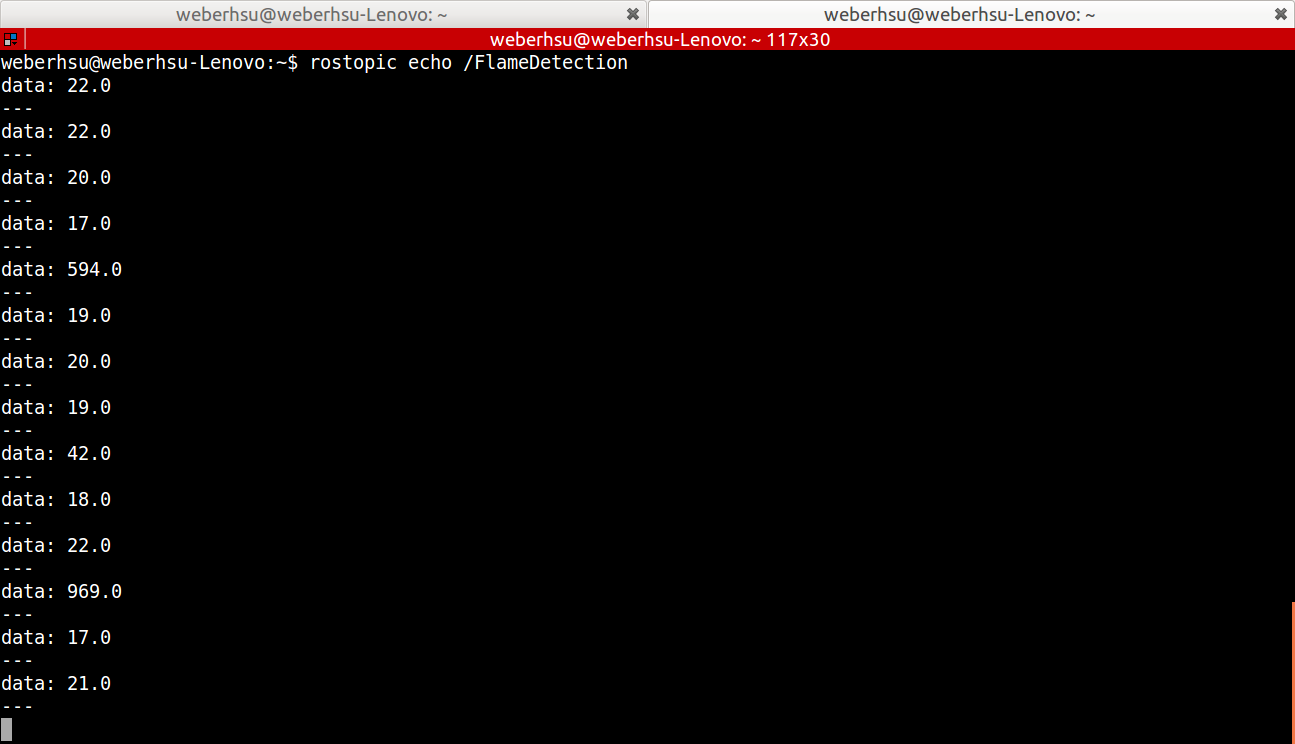 weberhsu@weberhsu-Lenovo: ~
weberhsu@weberhsu-Lenovo: ~
weberhsu@weberhsu-Lenovo: ~ 117x30
weberhsu@weberhsu-Lenovo:~$ rostopic echo /FlameDetection
data: 22.0
---
data: 22.0
---
data: 20.0
---
data: 17.0
---
data: 594.0
---
data: 19.0
---
data: 20.0
---
data: 19.0
---
data: 42.0
---
data: 18.0
---
data: 22.0
---
data: 969.0
---
data: 17.0
---
data: 21.0
---